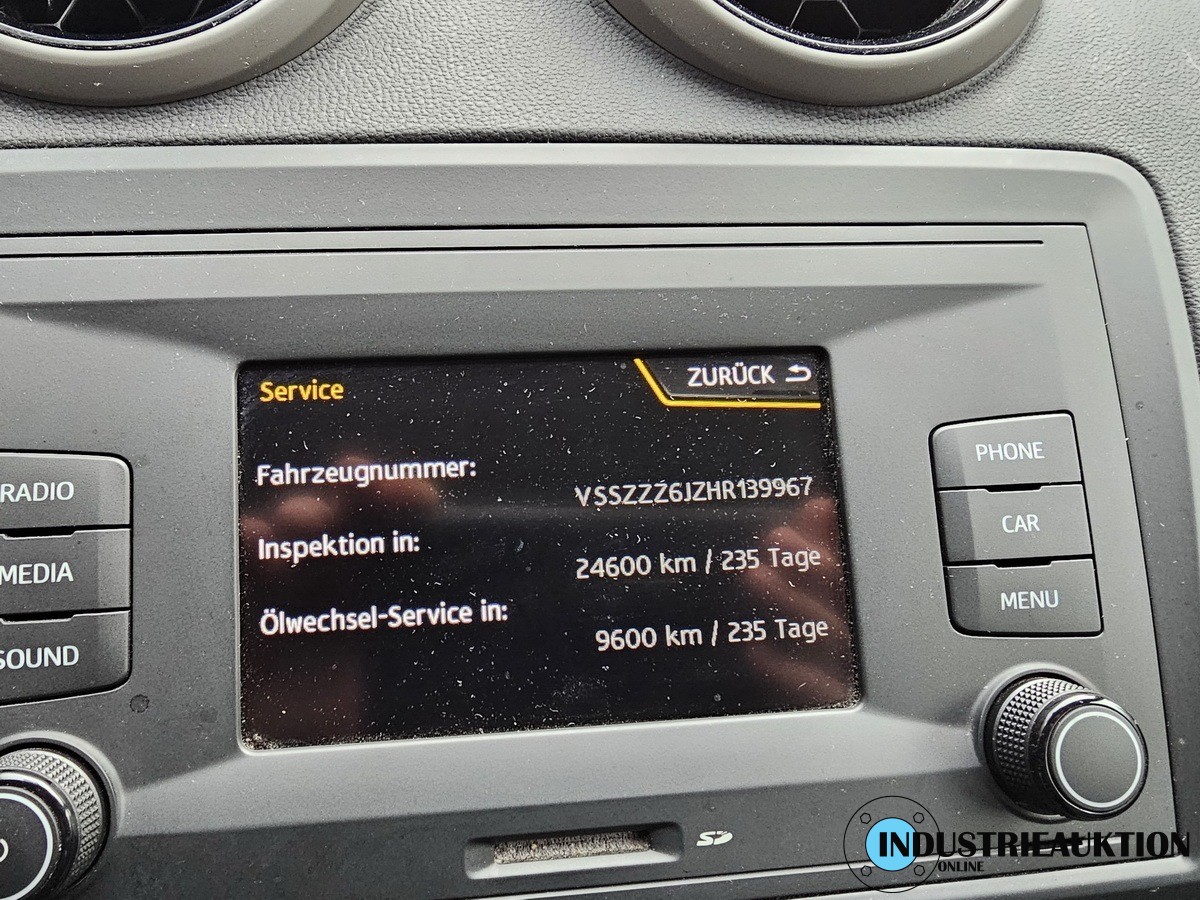 Service
ZURÜCK
Fahrzeugnummer:
VSSZZZ6JZHR139967
Inspektion in:
24600 km / 235 Tage
Ölwechsel-Service in:
9600 km / 235 Tage
RADIO
MEDIA
SOUND
PHONE
CAR
MENU
SD
INDUSTRIEAUKTION
ONLINE